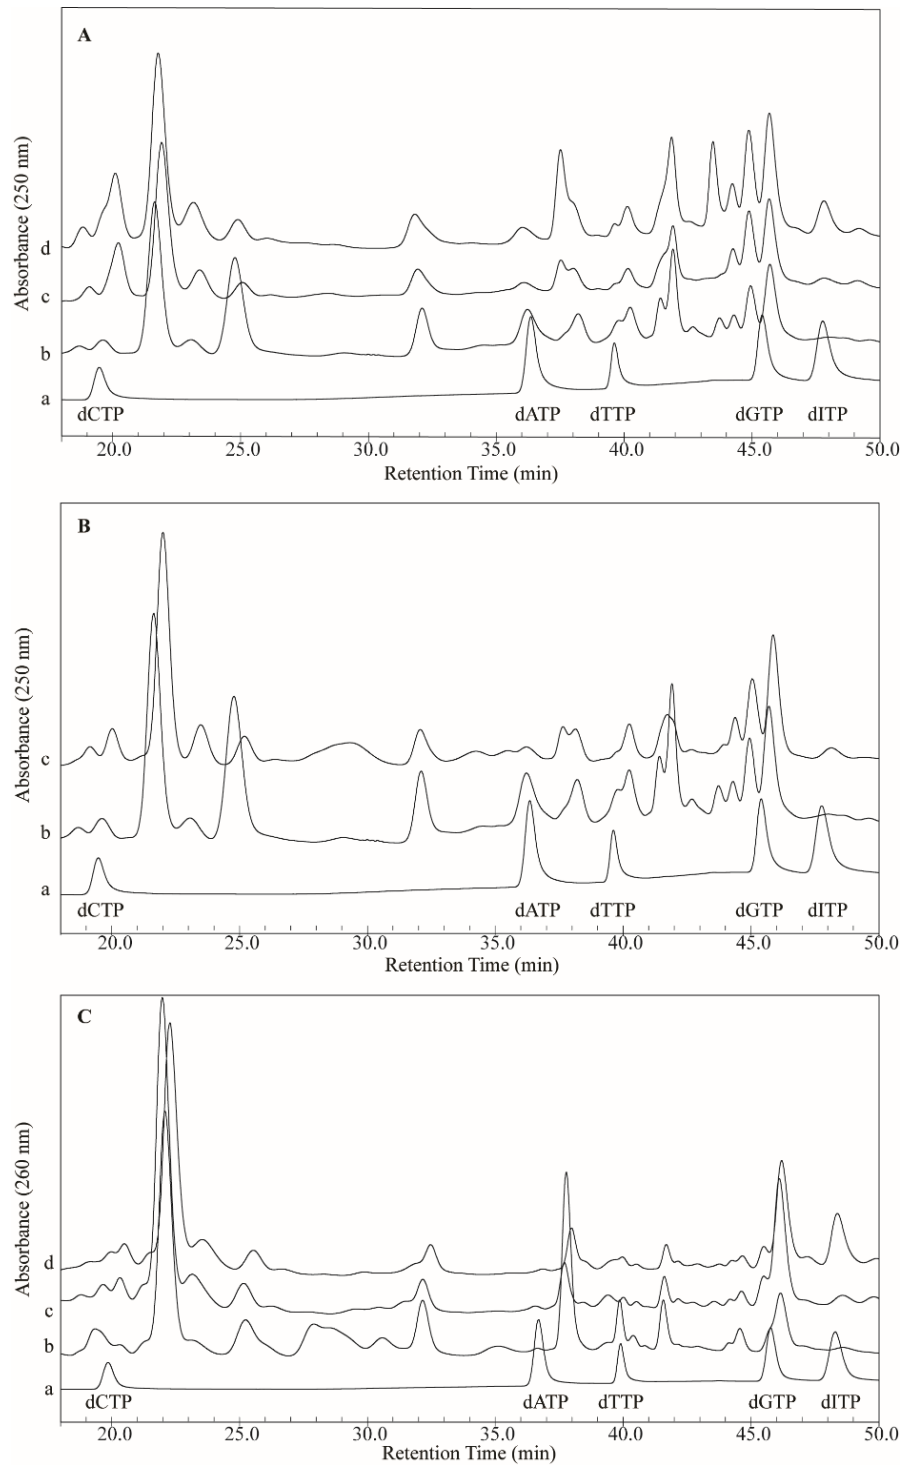 A
Absorbance (250 nm)
d
c
b
a
dCTP dATP dTTP dGTP dITP
20.0 25.0 30.0 35.0 40.0 45.0 50.0
Retention Time (min)
B
Absorbance (250 nm)
c
b
a
dCTP dATP dTTP dGTP dITP
20.0 25.0 30.0 35.0 40.0 45.0 50.0
Retention Time (min)
C
Absorbance (260 nm)
d
c
b
a
dCTP dATP dTTP dGTP dITP
20.0 25.0 30.0 35.0 40.0 45.0 50.0
Retention Time (min)